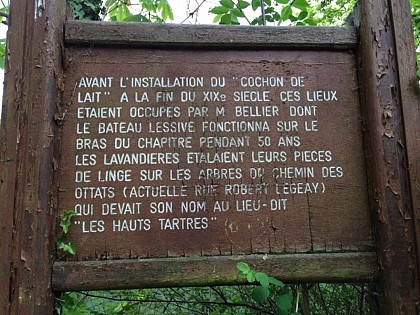 AVANT L'INSTALLATION DU "COCHON DE
LAIT" A LA FIN DU XIXe SIECLE, CES LIEUX
ETAIENT OCCUPES PAR M. BELLIER DONT
LE BATEAU LESSIVE FONCTIONNA SUR LE
BRAS DU CHAPITRE PENDANT 50 ANS
LES LAVANDIERES ETALAIENT LEURS PIECES
DE LINGE SUR LES ARBRES DU CHEMIN DES
OTTATS (ACTUELLE RUE ROBERT LEGEAY)
QUI DEVAIT SON NOM AU LIEU-DIT
"LES HAUTS TARTRES"